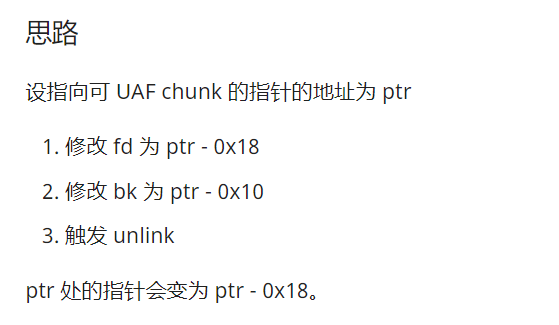 思路
设指向可 UAF chunk 的指针的地址为 ptr
1. 修改 fd 为 ptr - 0x18
2. 修改 bk 为 ptr - 0x10
3. 触发 unlink
ptr 处的指针会变为 ptr - 0x18。